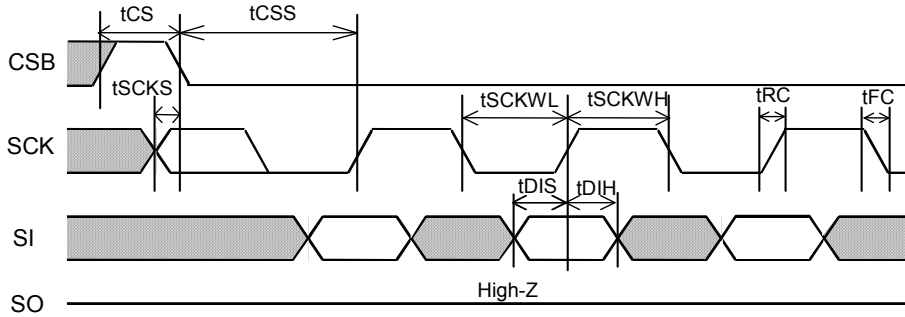 tCS tCSS
CSB
tSCKS tSCKWL tSCKWH tRC tFC
SCK
tDIS tDIH
SI
High-Z
SO